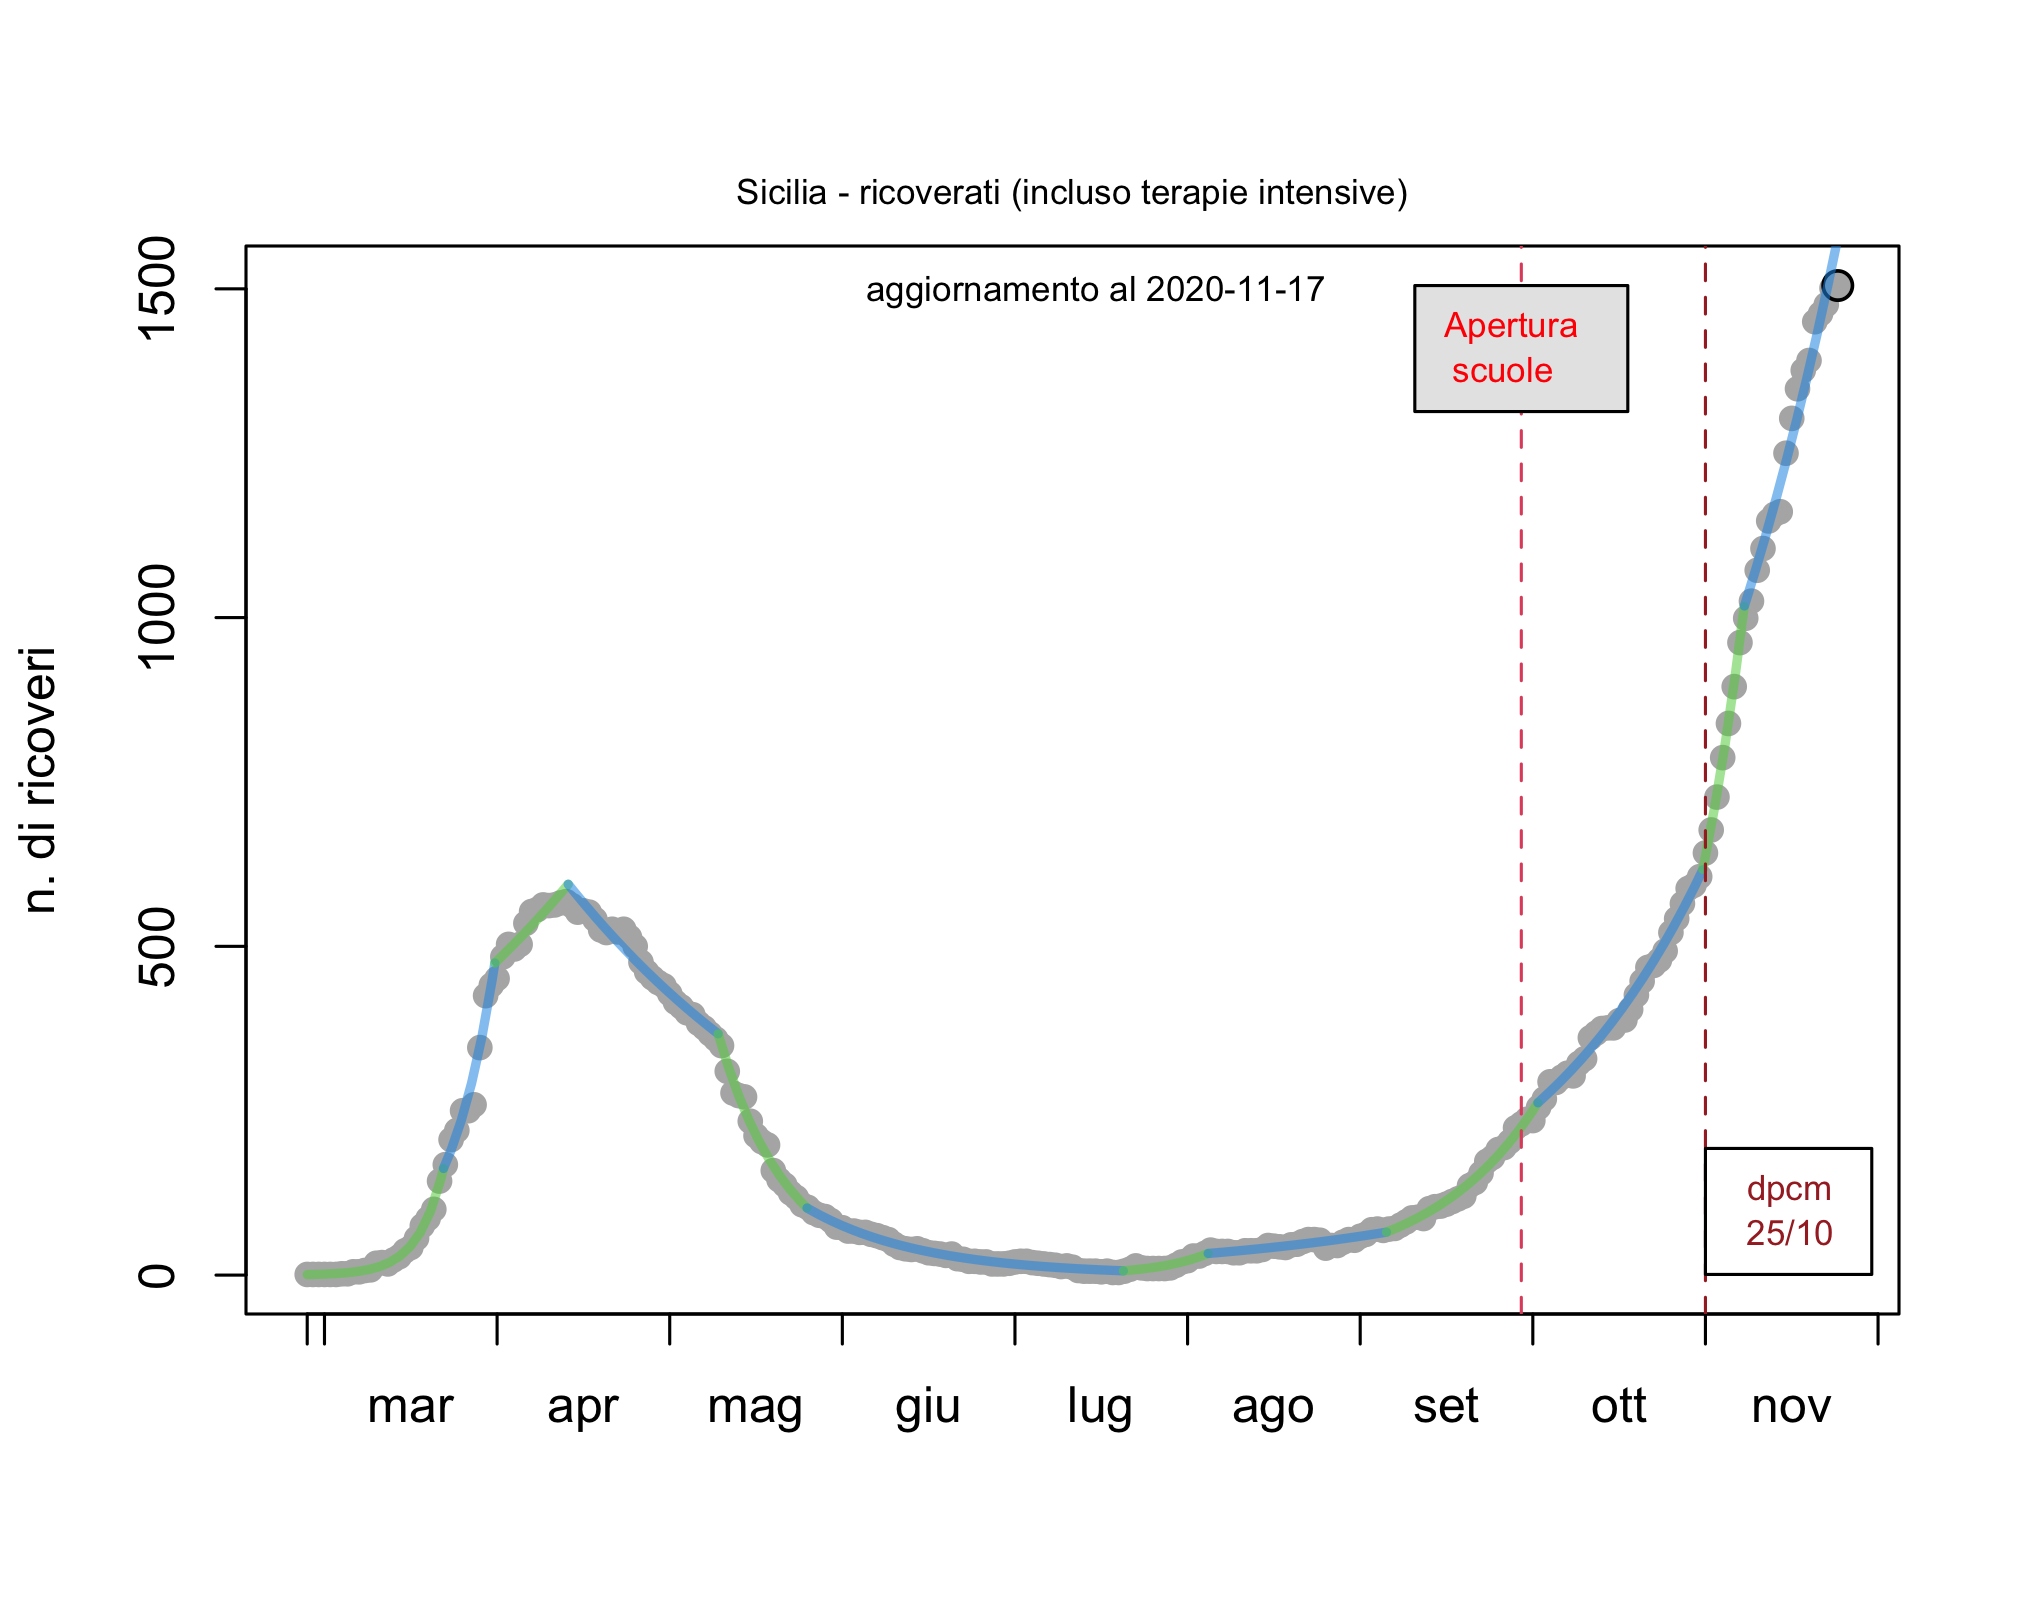 Sicilia - ricoverati (incluso terapie intensive)
aggiornamento al 2020-11-17
Apertura
scuole
dpcm
25/10
n. di ricoveri
1500
1000
500
0
mar apr mag giu lug ago set ott nov